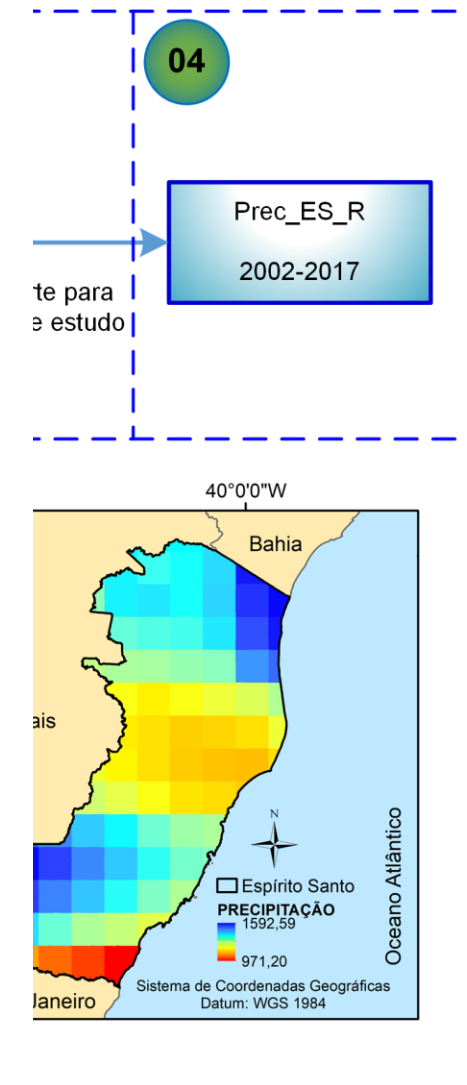 04
Prec_ES_R
2002-2017
rte para
e estudo
40°0'0"W
Bahia
ais
N
Oceano Atlântico
Espírito Santo
PRECIPITAÇÃO
1592,59
971,20
Sistema de Coordenadas Geográficas
Datum: WGS 1984
Janeiro